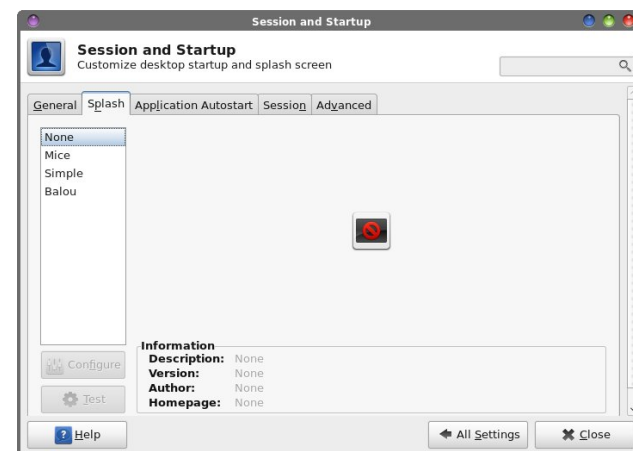 Session and Startup
Session and Startup
Customize desktop startup and splash screen
General Splash Application Autostart Session Advanced
None
Mice
Simple
Balou
Information
Configure
Description: None
Version: None
Author: None
Test
Homepage: None
Help All Settings Close